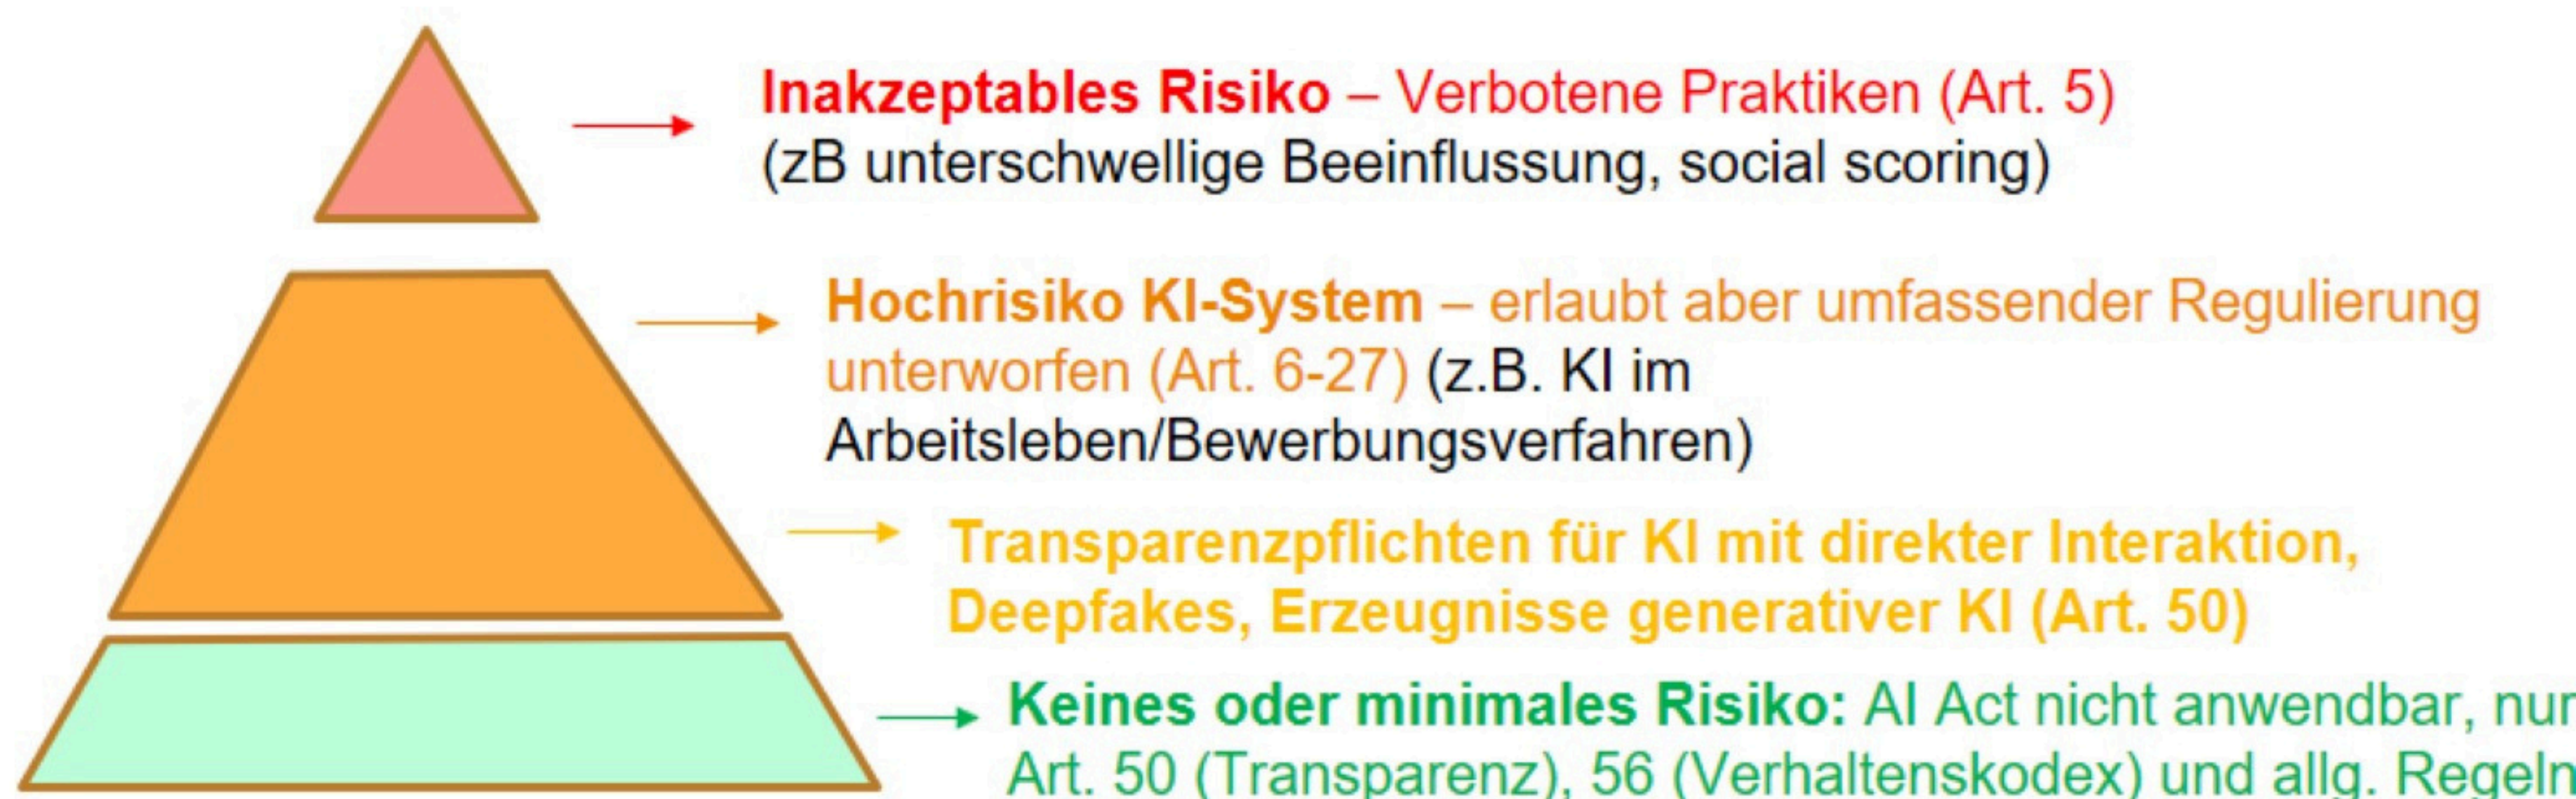 Inakzeptables Risiko – Verbotene Praktiken (Art. 5)
(zB unterschwellige Beeinflussung, social scoring)
Hochrisiko KI-System – erlaubt aber umfassender Regulierung
unterworfen (Art. 6-27) (z.B. KI im
Arbeitsleben/Bewerbungsverfahren)
Transparenzpflichten für KI mit direkter Interaktion,
Deepfakes, Erzeugnisse generativer KI (Art. 50)
Keines oder minimales Risiko: AI Act nicht anwendbar, nur
Art. 50 (Transparenz), 56 (Verhaltenskodex) und allg. Regeln